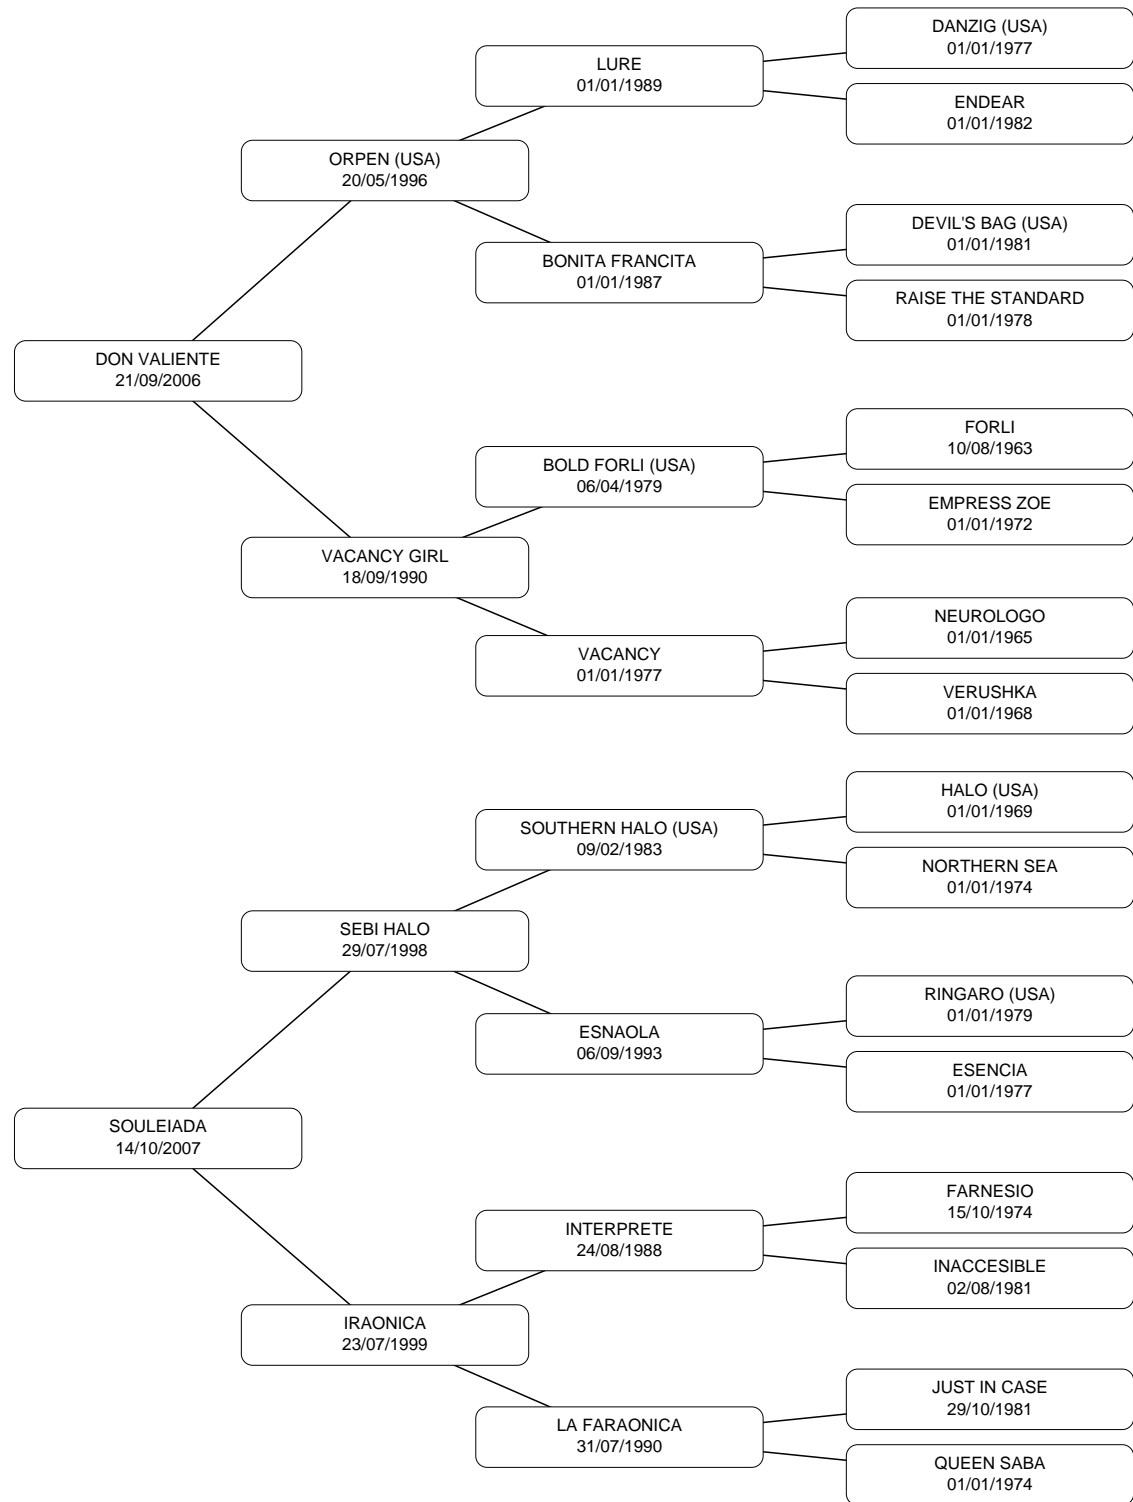 DANZIG (USA)
01/01/1977
LURE
01/01/1989
ENDEAR
01/01/1982
ORPEN (USA)
20/05/1996
DEVIL'S BAG (USA)
01/01/1981
BONITA FRANCITA
01/01/1987
RAISE THE STANDARD
01/01/1978
DON VALIENTE
21/09/2006
FORLI
10/08/1963
BOLD FORLI (USA)
06/04/1979
EMPRESS ZOE
01/01/1972
VACANCY GIRL
18/09/1990
NEUROLOGO
01/01/1965
VACANCY
01/01/1977
VERUSHKA
01/01/1968
HALO (USA)
01/01/1969
SOUTHERN HALO (USA)
09/02/1983
NORTHERN SEA
01/01/1974
SEBI HALO
29/07/1998
RINGARO (USA)
01/01/1979
ESNAOLA
06/09/1993
ESENCIA
01/01/1977
SOULEIADA
14/10/2007
FARNESIO
15/10/1974
INTERPRETE
24/08/1988
INACCESIBLE
02/08/1981
IRAONICA
23/07/1999
JUST IN CASE
29/10/1981
LA FARAONICA
31/07/1990
QUEEN SABA
01/01/1974